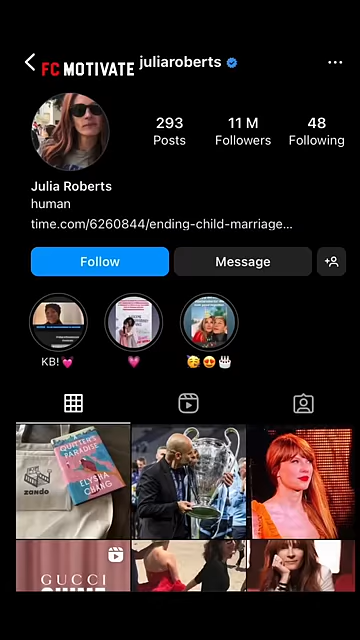 FC MOTIVATE
juliaroberts
293
11 M
48
Posts
Followers
Following
Julia Roberts
human
time.com/6260844/ending-child-marriage...
Follow
Message
KB!💓
💗
🥳😍🎂
QUITTER'S
PARADISE
ELYSHA
CHANG
zando
GUCCI